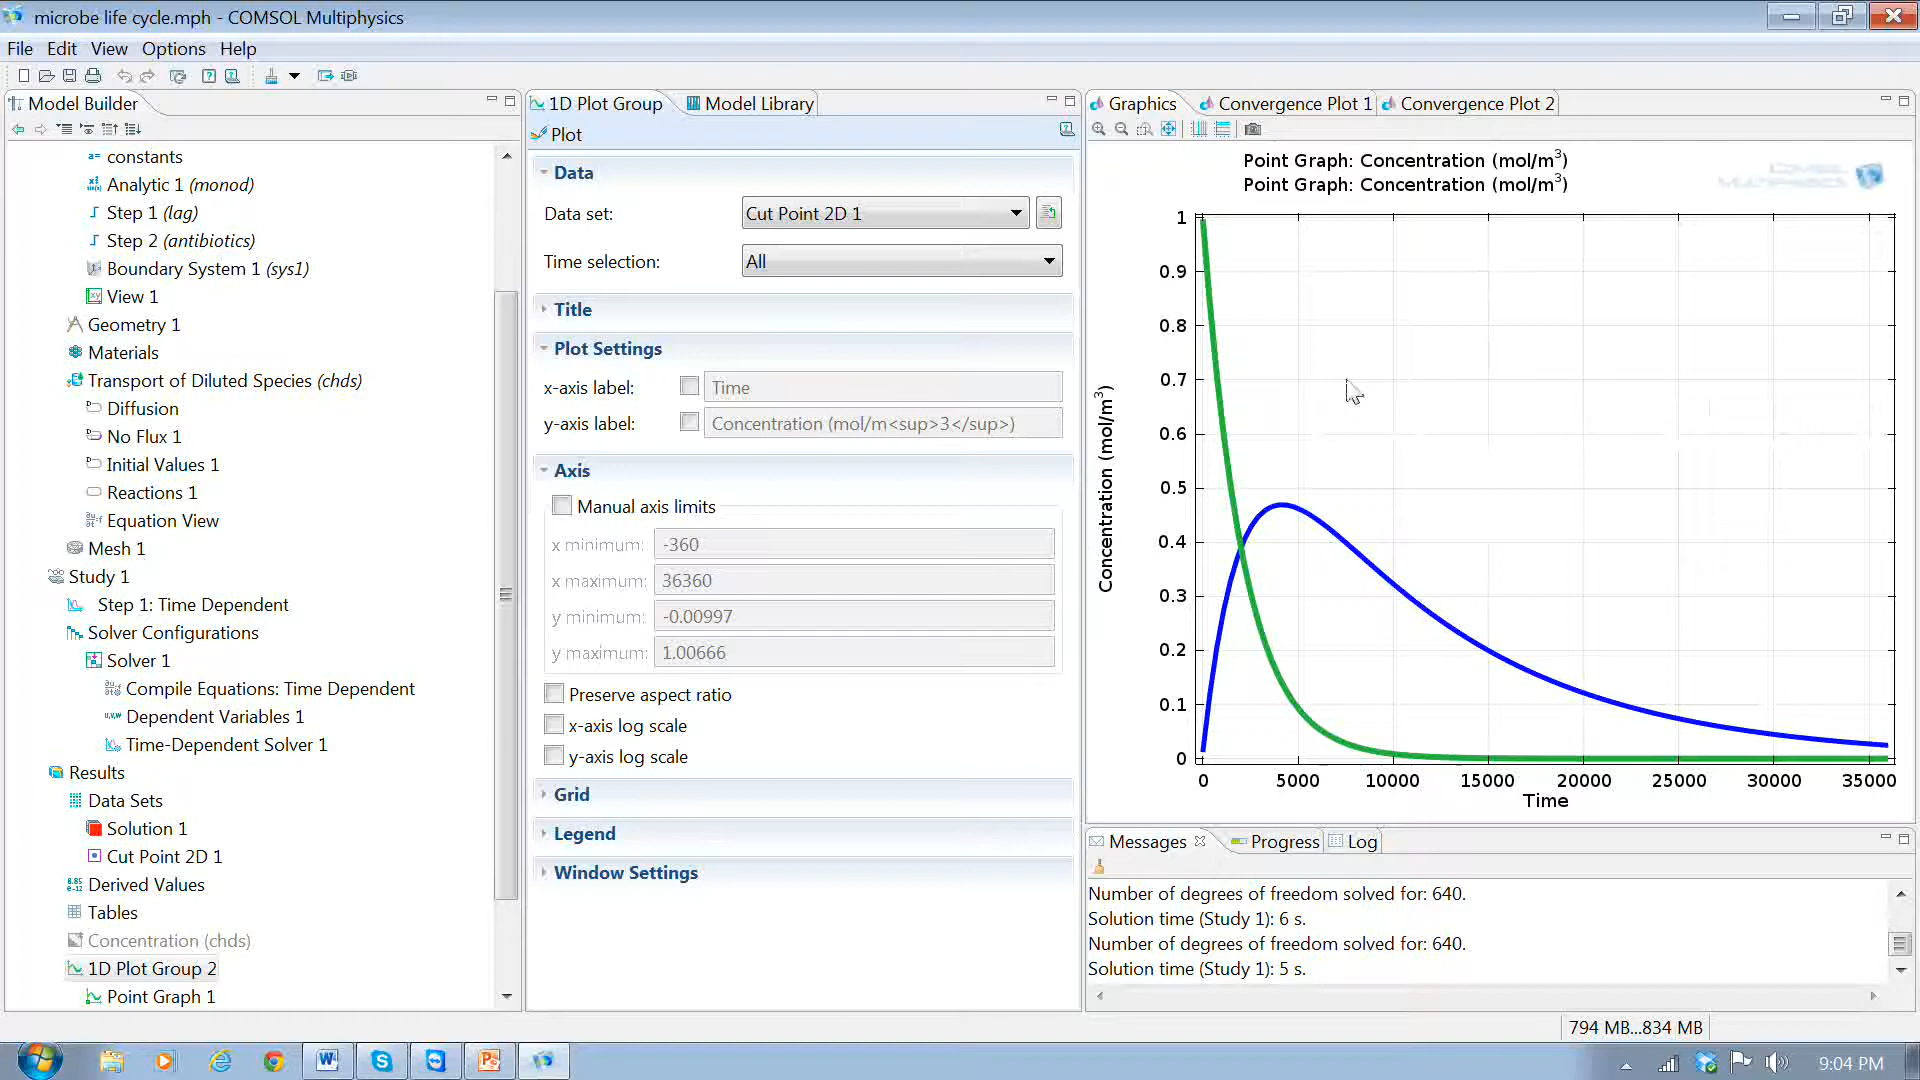 microbe life cycle.mph - COMSOL Multiphysics
File Edit View Options Help
Model Builder
constants
Analytic 1 (monod)
Step 1 (lag)
Step 2 (antibiotics)
Boundary System 1 (sys1)
View 1
Geometry 1
Materials
Transport of Diluted Species (chds)
Diffusion
No Flux 1
Initial Values 1
Reactions 1
Equation View
Mesh 1
Study 1
Step 1: Time Dependent
Solver Configurations
Solver 1
Compile Equations: Time Dependent
Dependent Variables 1
Time-Dependent Solver 1
Results
Data Sets
Solution 1
Cut Point 2D 1
Derived Values
Tables
Concentration (chds)
1D Plot Group 2
Point Graph 1
1D Plot Group Model Library
Plot
Data
Data set: Cut Point 2D 1
Time selection: All
Title
Plot Settings
x-axis label: Time
y-axis label: Concentration (mol/m<sup>3</sup>)
Axis
Manual axis limits
x minimum: -360
x maximum: 36360
y minimum: -0.00997
y maximum: 1.00666
Preserve aspect ratio
x-axis log scale
y-axis log scale
Grid
Legend
Window Settings
Graphics Convergence Plot 1 Convergence Plot 2
Point Graph: Concentration (mol/m³)
Point Graph: Concentration (mol/m³)
COMSOL
MULTIPHYSICS
Concentration (mol/m³)
1
0.9
0.8
0.7
0.6
0.5
0.4
0.3
0.2
0.1
0
0 5000 10000 15000 20000 25000 30000 35000
Time
Messages Progress Log
Number of degrees of freedom solved for: 640.
Solution time (Study 1): 6 s.
Number of degrees of freedom solved for: 640.
Solution time (Study 1): 5 s.
794 MB...834 MB
9:04 PM